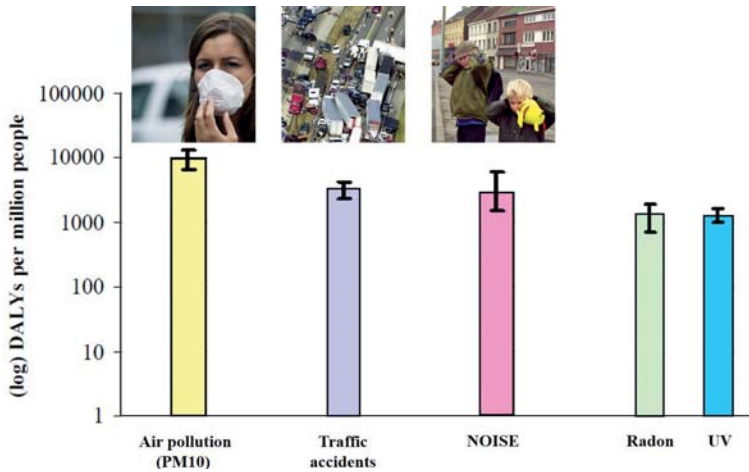 (log) DALYs per million people
100000
10000
1000
100
10
1
Air pollution
(PM10)
Traffic
accidents
NOISE
Radon
UV